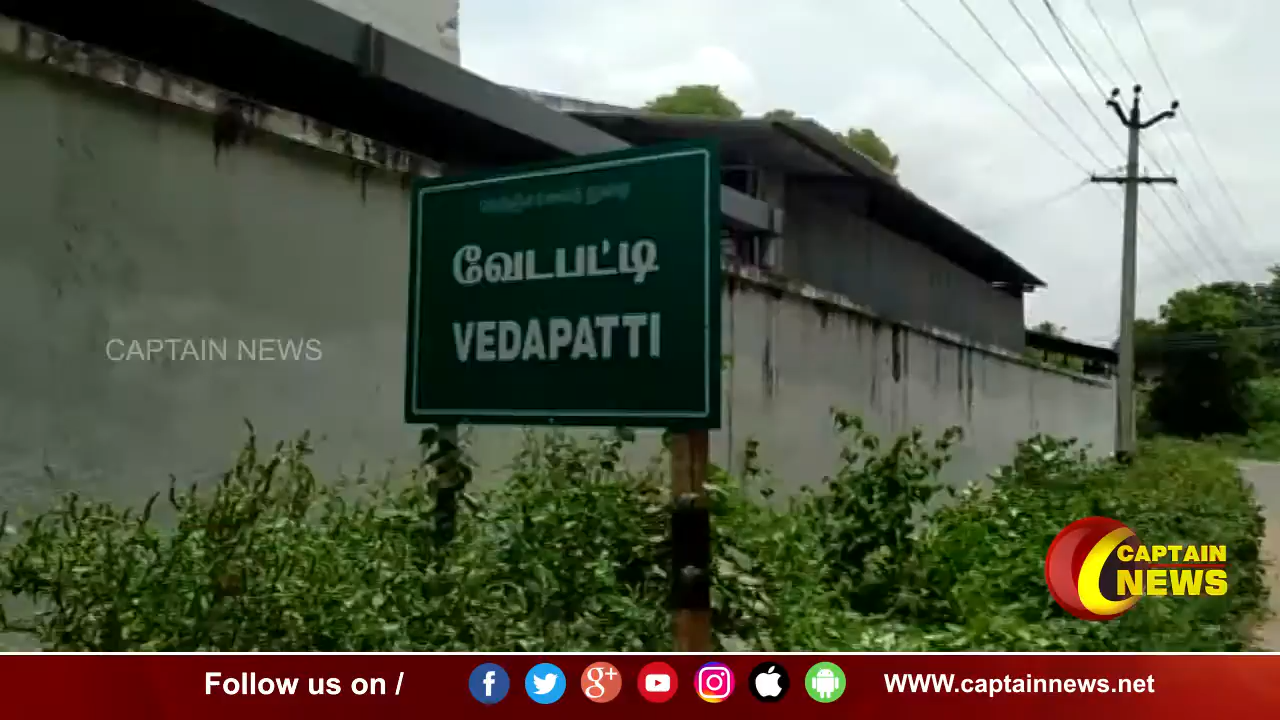 வேடபட்டி
VEDAPATTI
CAPTAIN NEWS
CAPTAIN
NEWS
Follow us on /
WWW.captainnews.net